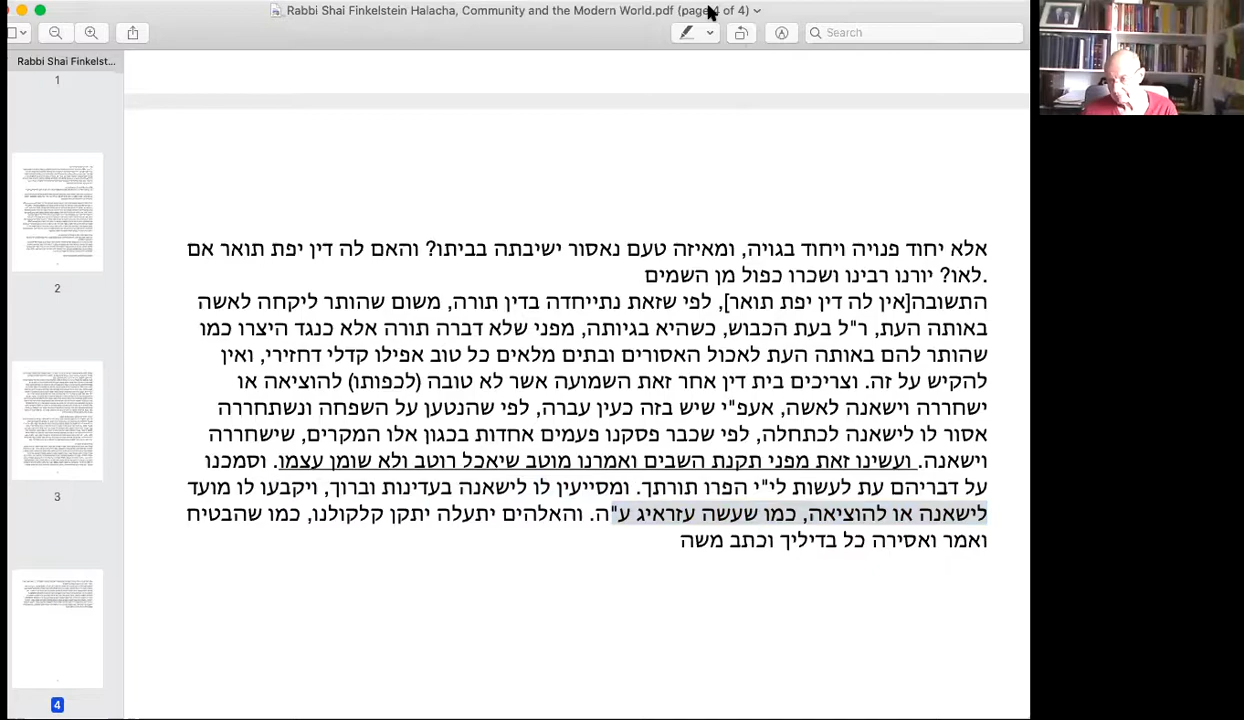 Rabbi Shai Finkelstein Halacha, Community and the Modern World.pdf (page 4 of 4)
Search
Rabbi Shai Finkelst...
1
2
3
4
אלא יחוד פנויה ויחוד בגויה, ומאיזה טעם נאסור ישיבתה בביתו? והאם לה דין יפת תואר אם
לאו? יורנו רבינו ושכרו כפול מן השמים.
התשובה[אין לה דין יפת תואר], לפי שזאת נתייחדה בדין תורה, משום שהותר ליקחה לאשה
באותה העת, ר"ל בעת הכבוש, כשהיא בגיותה, מפני שלא דברה תורה אלא כנגד היצרו כמו
שהותר להם באותה העת לאכול האסורים ובתים מלאים כל טוב אפילו קדלי דחזירי, ואין
להקיש על זה. וצריכים בית דין אחר זאת השמועה אשר לא טובה (לכפותו) להוציאה או
ישחררה וישאנה לאשה, אעפ"י שיש בזה כעין עברה, לפי שהנטען על השפחה ונשתחררה
אסור לו לישאנה לכתחלה, לפי שכבר פסקנו פעמים אחדות בכגון אלו המקרים, שישחררה
וישאנה. ועשינו זאת מפני תקנת השבים ואמרנו מוטב שיאכל רוטב ולא שומן עצמו. וסמכנו
על דבריהם עת לעשות לי"י הפרו תורתך. ומסייעין לו לישאנה בעדינות וברוך, ויקבעו לו מועד
לישאנה או להוציאה, כמו שעשה עזראיג ע"ה. והאלהים יתעלה יתקן קלקולנו, כמו שהבטיח
ואמר ואסירה כל בדיליך וכתב משה